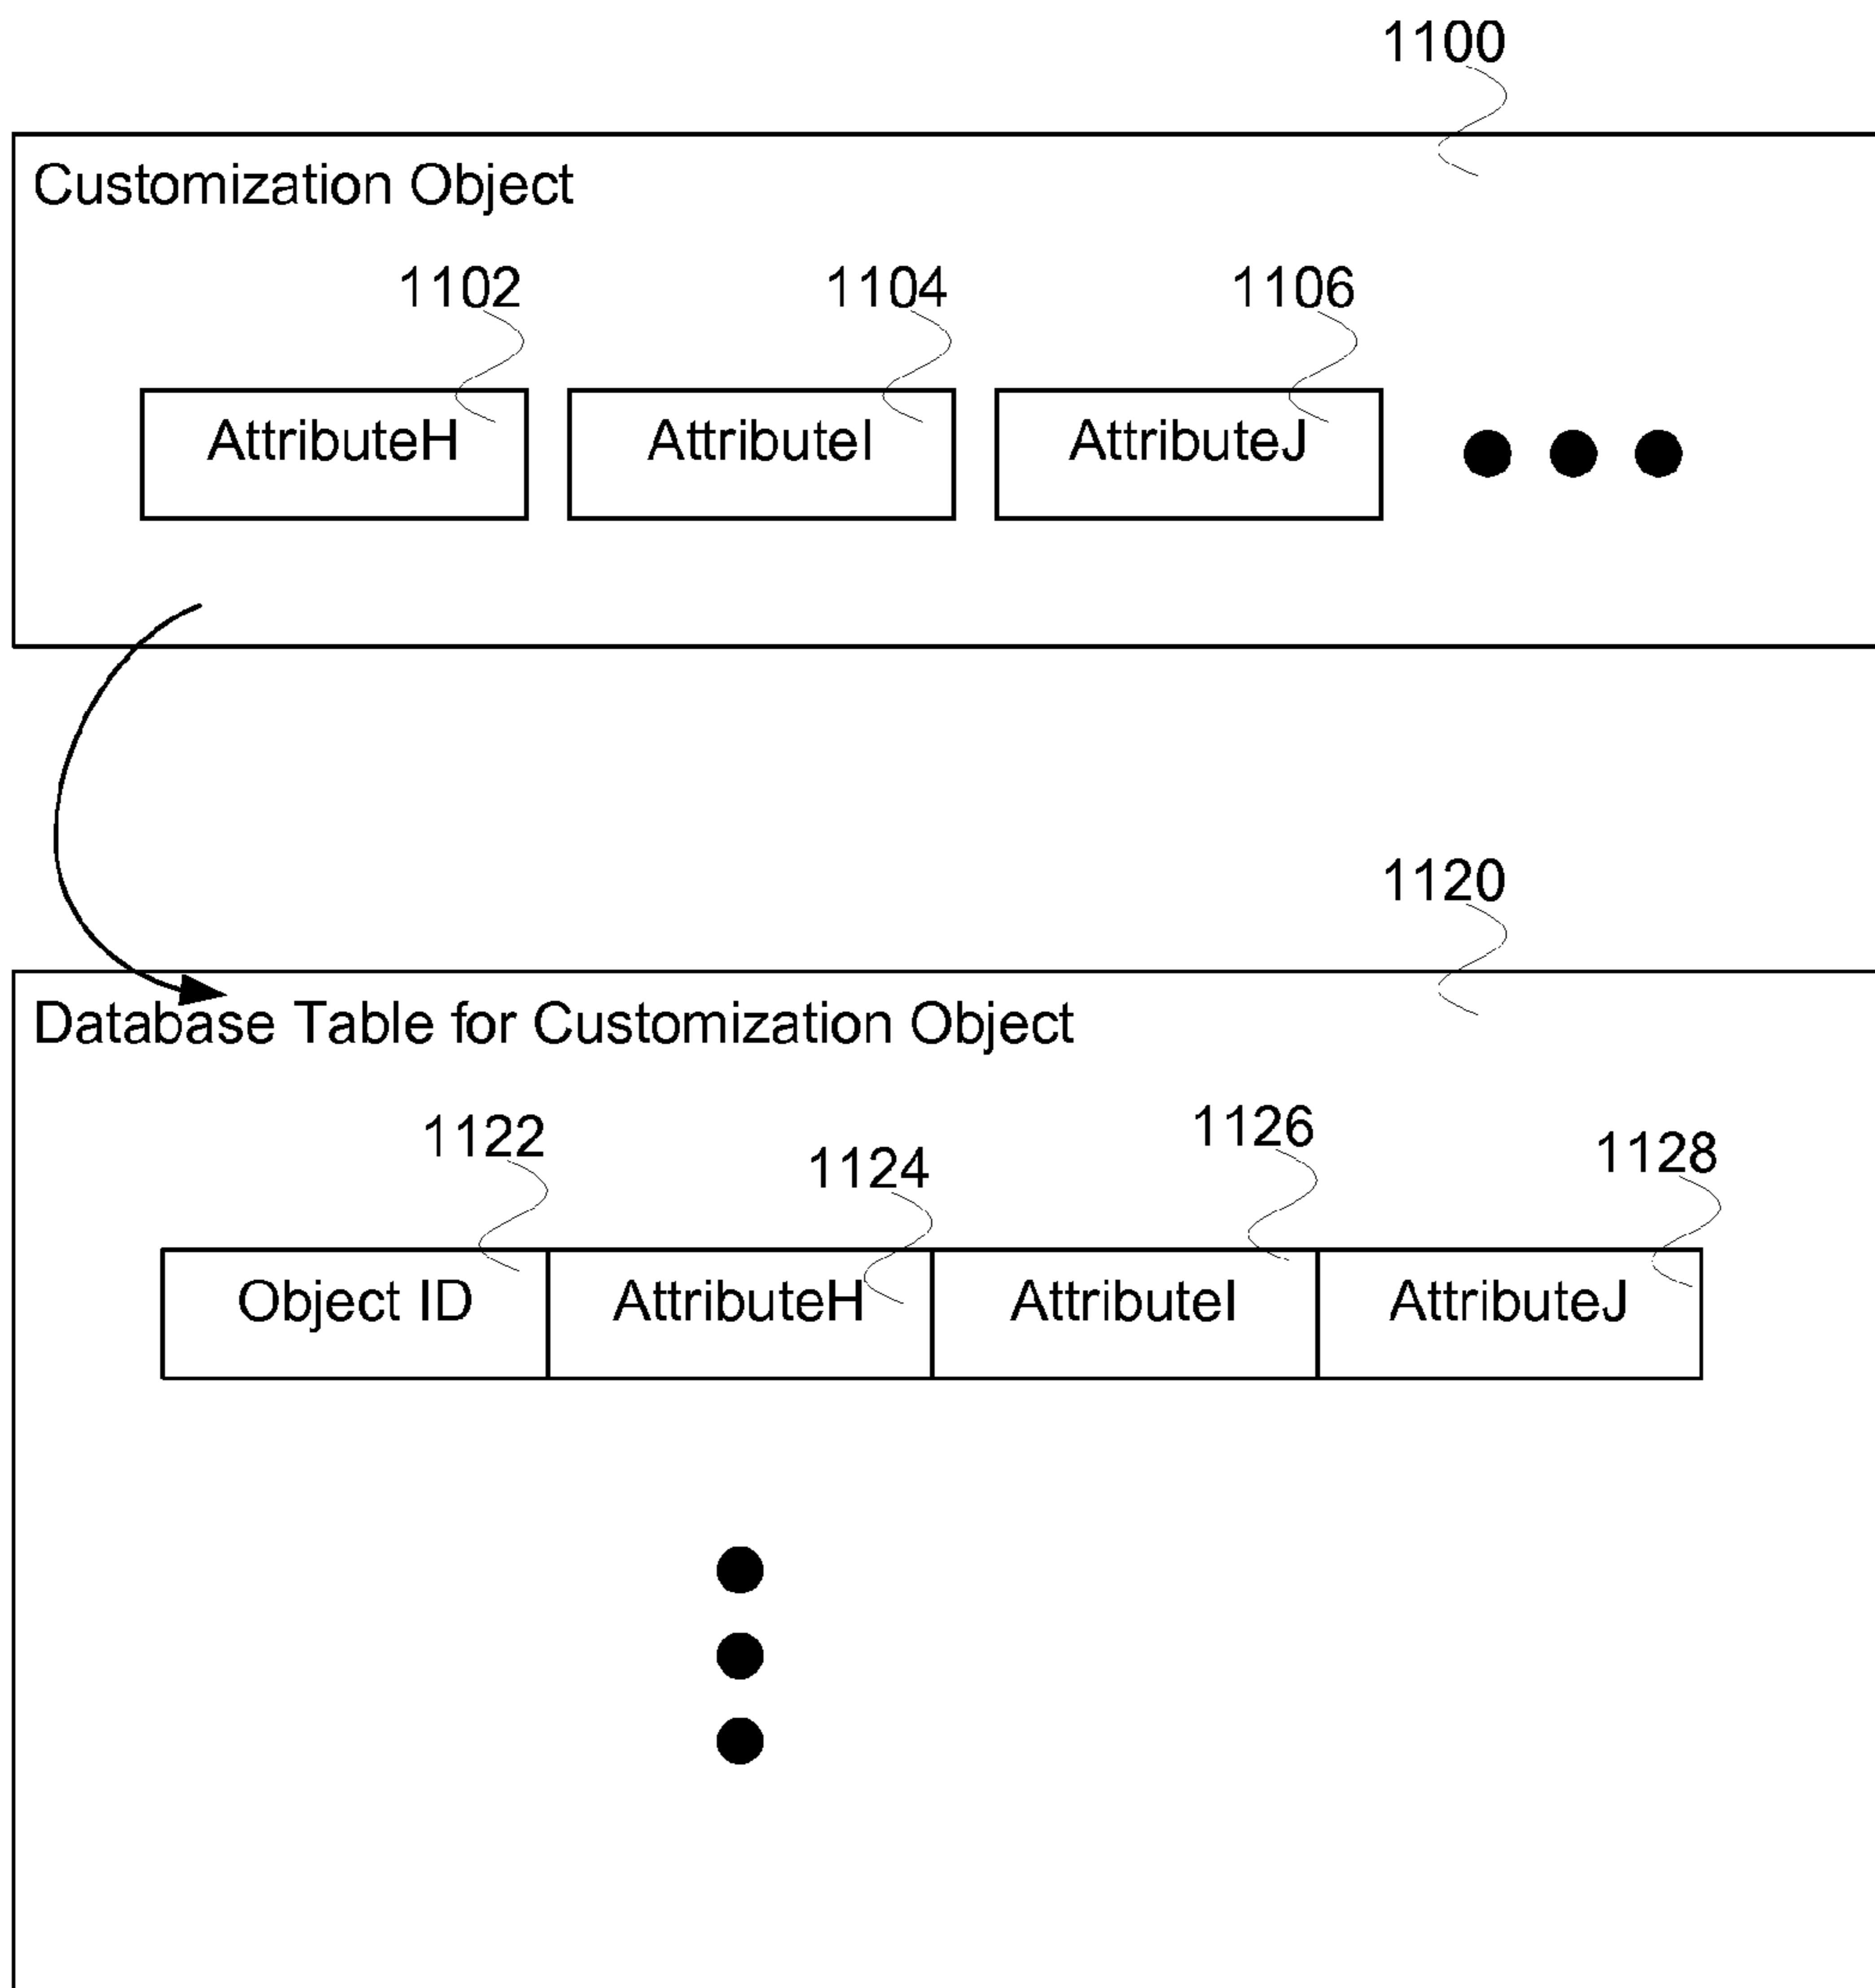 1100
Customization Object
1102 1104 1106
AttributeH AttributeI AttributeJ
1120
Database Table for Customization Object
1122 1124 1126 1128
Object ID AttributeH AttributeI AttributeJ